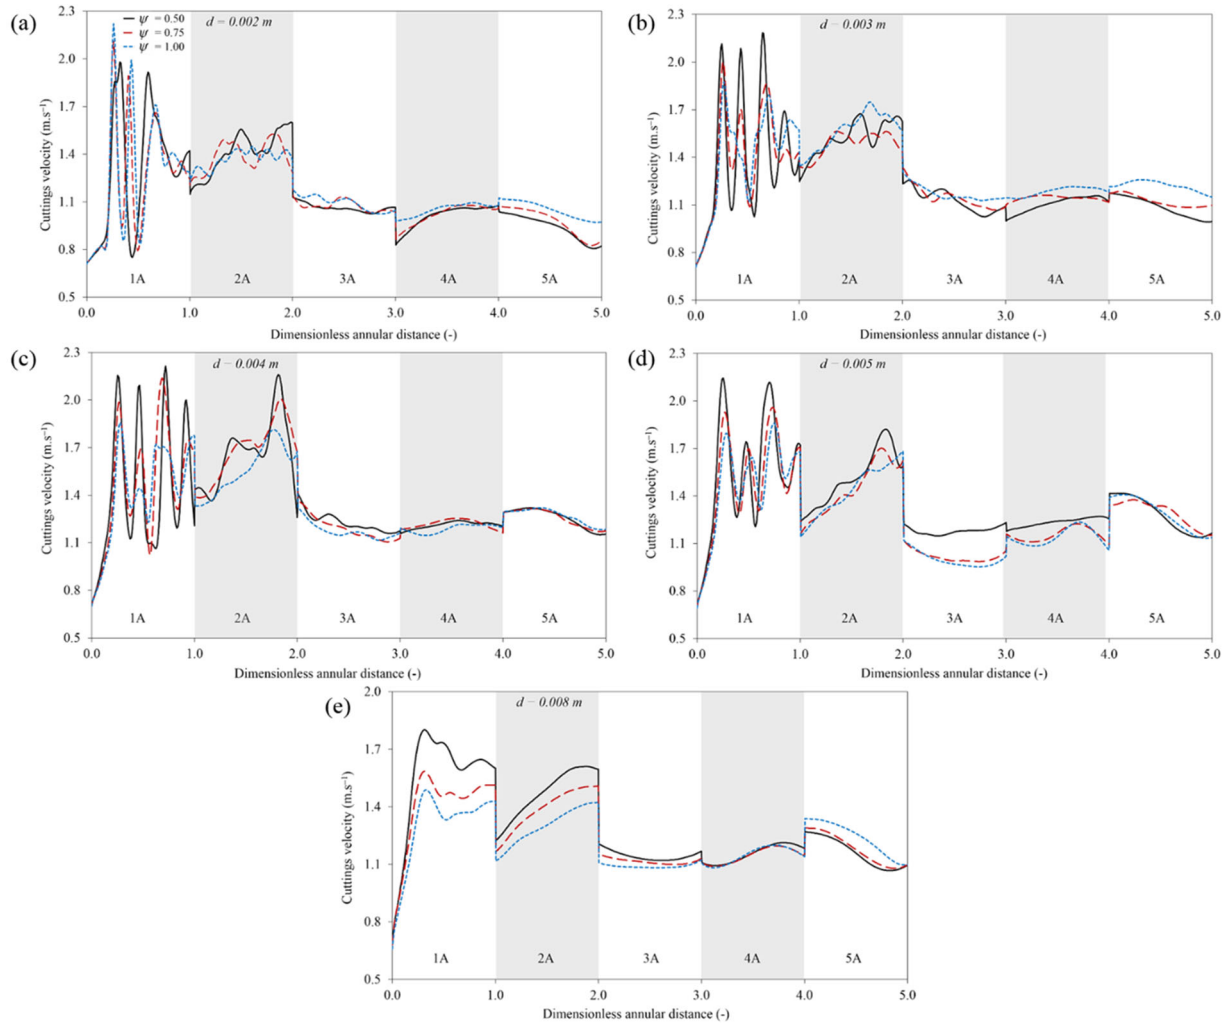 (a)
ψ = 0.50
ψ = 0.75
ψ = 1.00
d = 0.002 m
2.3
2.0
1.7
1.4
1.1
0.8
0.5
Cuttings velocity (m.s⁻¹)
1A 2A 3A 4A 5A
0.0 1.0 2.0 3.0 4.0 5.0
Dimensionless annular distance (-)
(b)
d − 0.003 m
2.3
2.0
1.7
1.4
1.1
0.8
0.5
Cuttings velocity (m.s⁻¹)
1A 2A 3A 4A 5A
0.0 1.0 2.0 3.0 4.0 5.0
Dimensionless annular distance (-)
(c)
d − 0.004 m
2.3
2.0
1.7
1.4
1.1
0.8
0.5
Cuttings velocity (m.s⁻¹)
1A 2A 3A 4A 5A
0.0 1.0 2.0 3.0 4.0 5.0
Dimensionless annular distance (-)
(d)
d − 0.005 m
2.3
2.0
1.7
1.4
1.1
0.8
0.5
Cuttings velocity (m.s⁻¹)
1A 2A 3A 4A 5A
0.0 1.0 2.0 3.0 4.0 5.0
Dimensionless annular distance (-)
(e)
d − 0.008 m
2.0
1.7
1.4
1.1
0.8
0.5
Cuttings velocity (m.s⁻¹)
1A 2A 3A 4A 5A
0.0 1.0 2.0 3.0 4.0 5.0
Dimensionless annular distance (-)